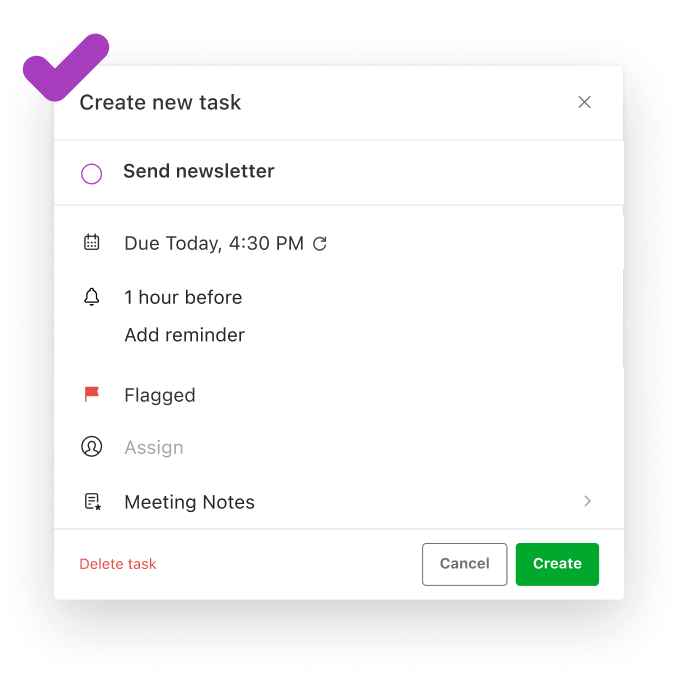 Create new task
Send newsletter
Due Today, 4:30 PM
1 hour before
Add reminder
Flagged
Assign
Meeting Notes
Delete task
Cancel
Create